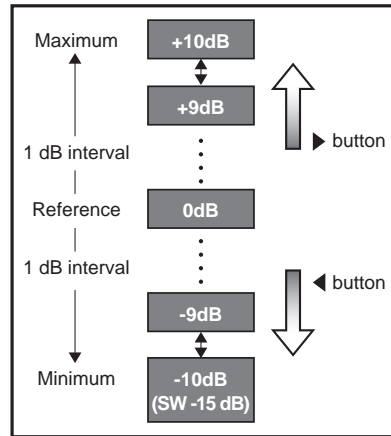 Maximum
+10dB
+9dB
► button
1 dB interval
Reference
0dB
1 dB interval
◄ button
-9dB
Minimum
-10dB
(SW -15 dB)